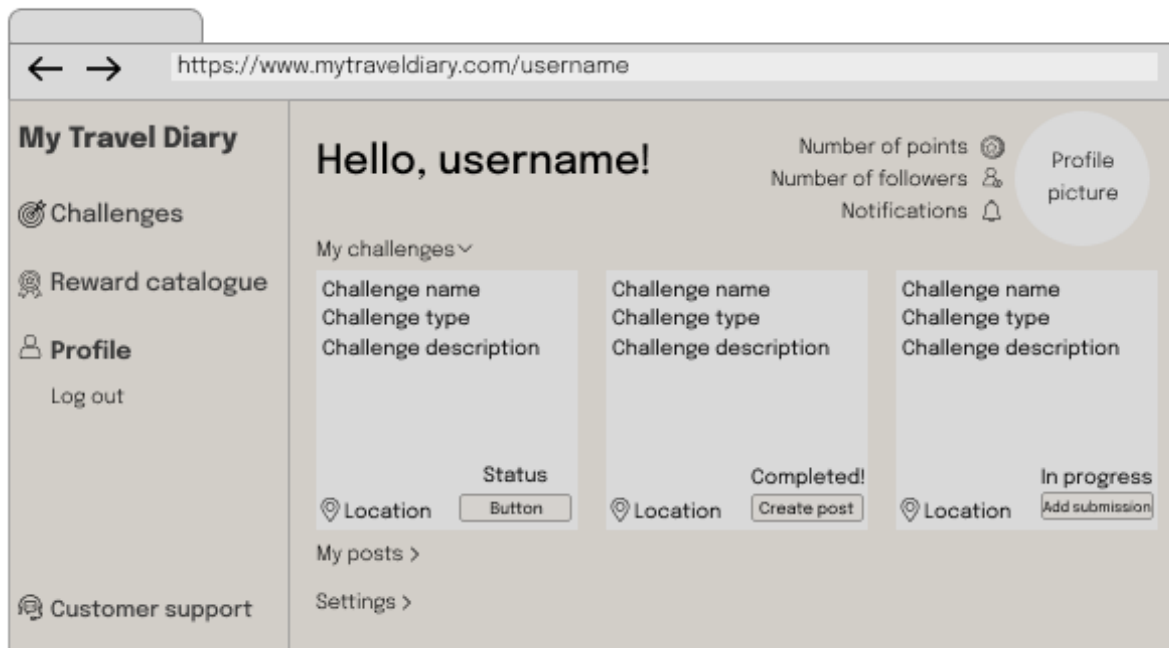 https://www.mytraveldiary.com/username
My Travel Diary
Challenges
Reward catalogue
Profile
Log out
Customer support
Hello, username!
Number of points
Number of followers
Notifications
Profile
picture
My challenges
Challenge name
Challenge type
Challenge description
Status
Location
Button
Challenge name
Challenge type
Challenge description
Completed!
Location
Create post
Challenge name
Challenge type
Challenge description
In progress
Location
Add submission
My posts >
Settings >